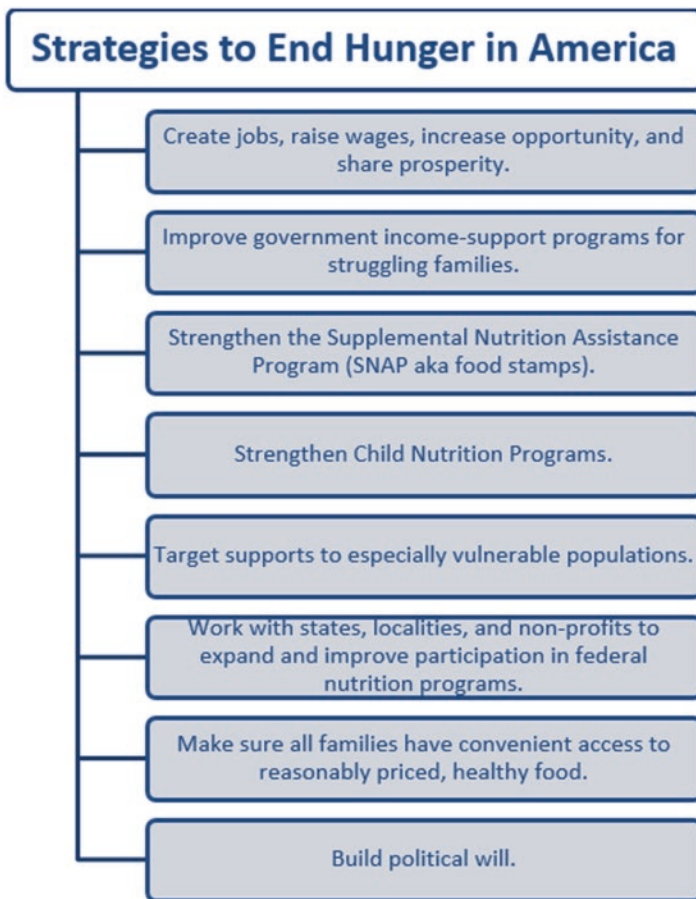 Strategies to End Hunger in America
Create jobs, raise wages, increase opportunity, and
share prosperity.
Improve government income-support programs for
struggling families.
Strengthen the Supplemental Nutrition Assistance
Program (SNAP aka food stamps).
Strengthen Child Nutrition Programs.
Target supports to especially vulnerable populations.
Work with states, localities, and non-profits to
expand and improve participation in federal
nutrition programs.
Make sure all families have convenient access to
reasonably priced, healthy food.
Build political will.